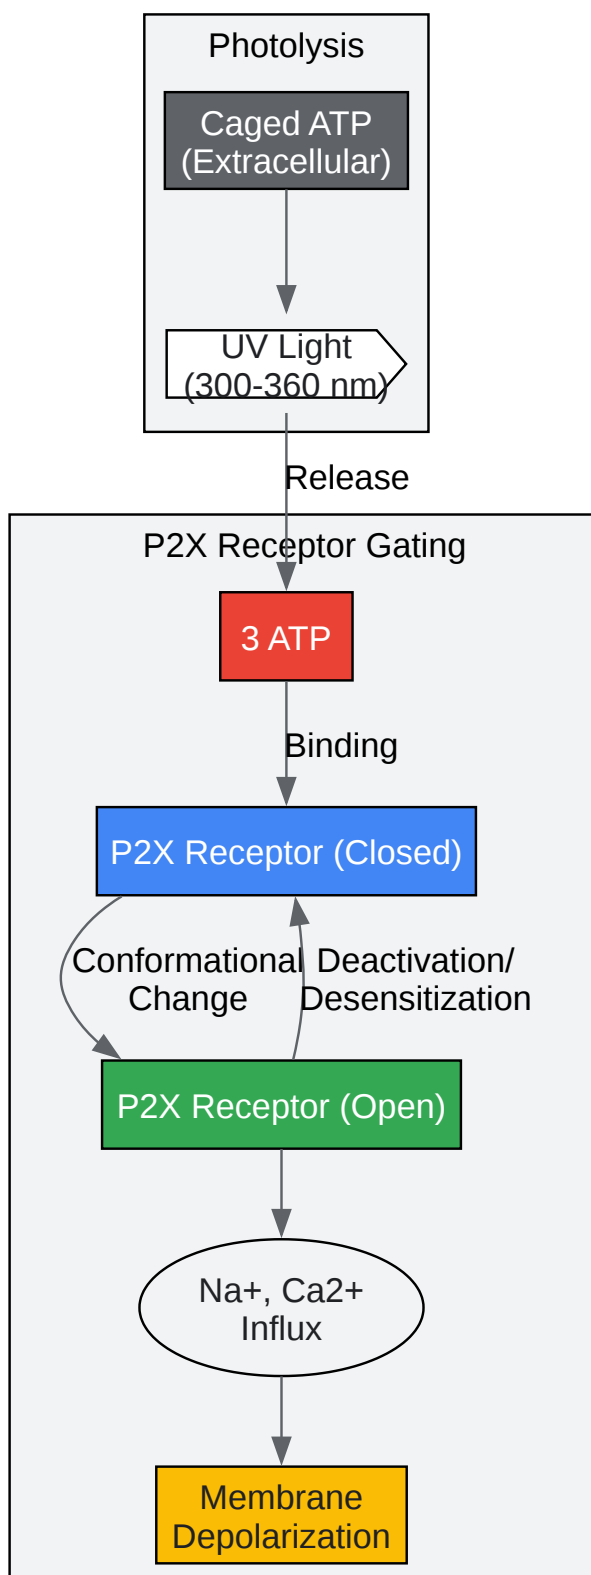 Photolysis
Caged ATP
(Extracellular)
UV Light
(300-360 nm)
Release
P2X Receptor Gating
3 ATP
Binding
P2X Receptor (Closed)
Conformational
Change
Deactivation/
Desensitization
P2X Receptor (Open)
Na+, Ca2+
Influx
Membrane
Depolarization